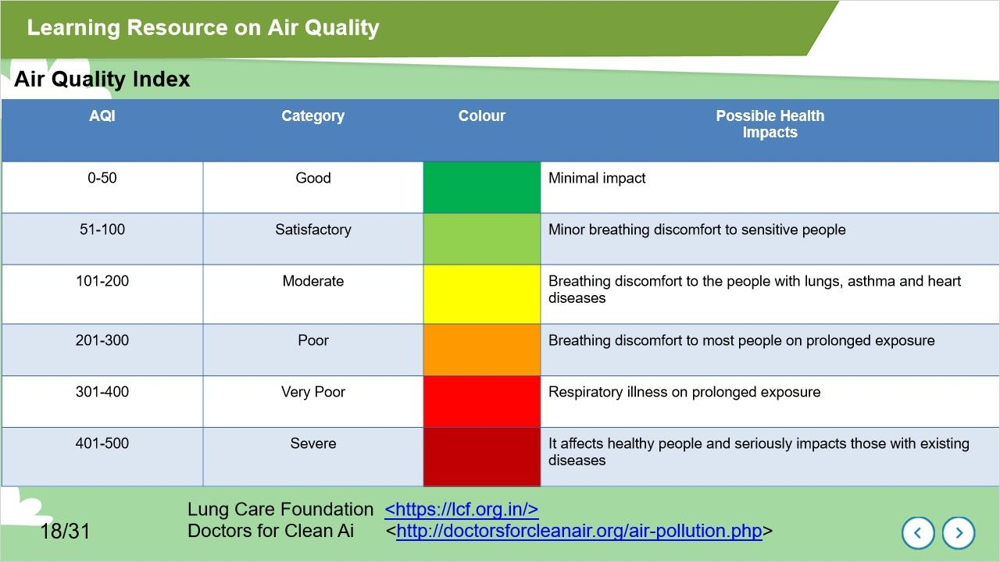 Learning Resource on Air Quality
Air Quality Index
AQI Category Colour Possible Health
Impacts
0-50 Good Minimal impact
51-100 Satisfactory Minor breathing discomfort to sensitive people
101-200 Moderate Breathing discomfort to the people with lungs, asthma and heart
diseases
201-300 Poor Breathing discomfort to most people on prolonged exposure
301-400 Very Poor Respiratory illness on prolonged exposure
401-500 Severe It affects healthy people and seriously impacts those with existing
diseases
Lung Care Foundation <https://lcf.org.in/>
Doctors for Clean Ai <http://doctorsforcleanair.org/air-pollution.php>
18/31